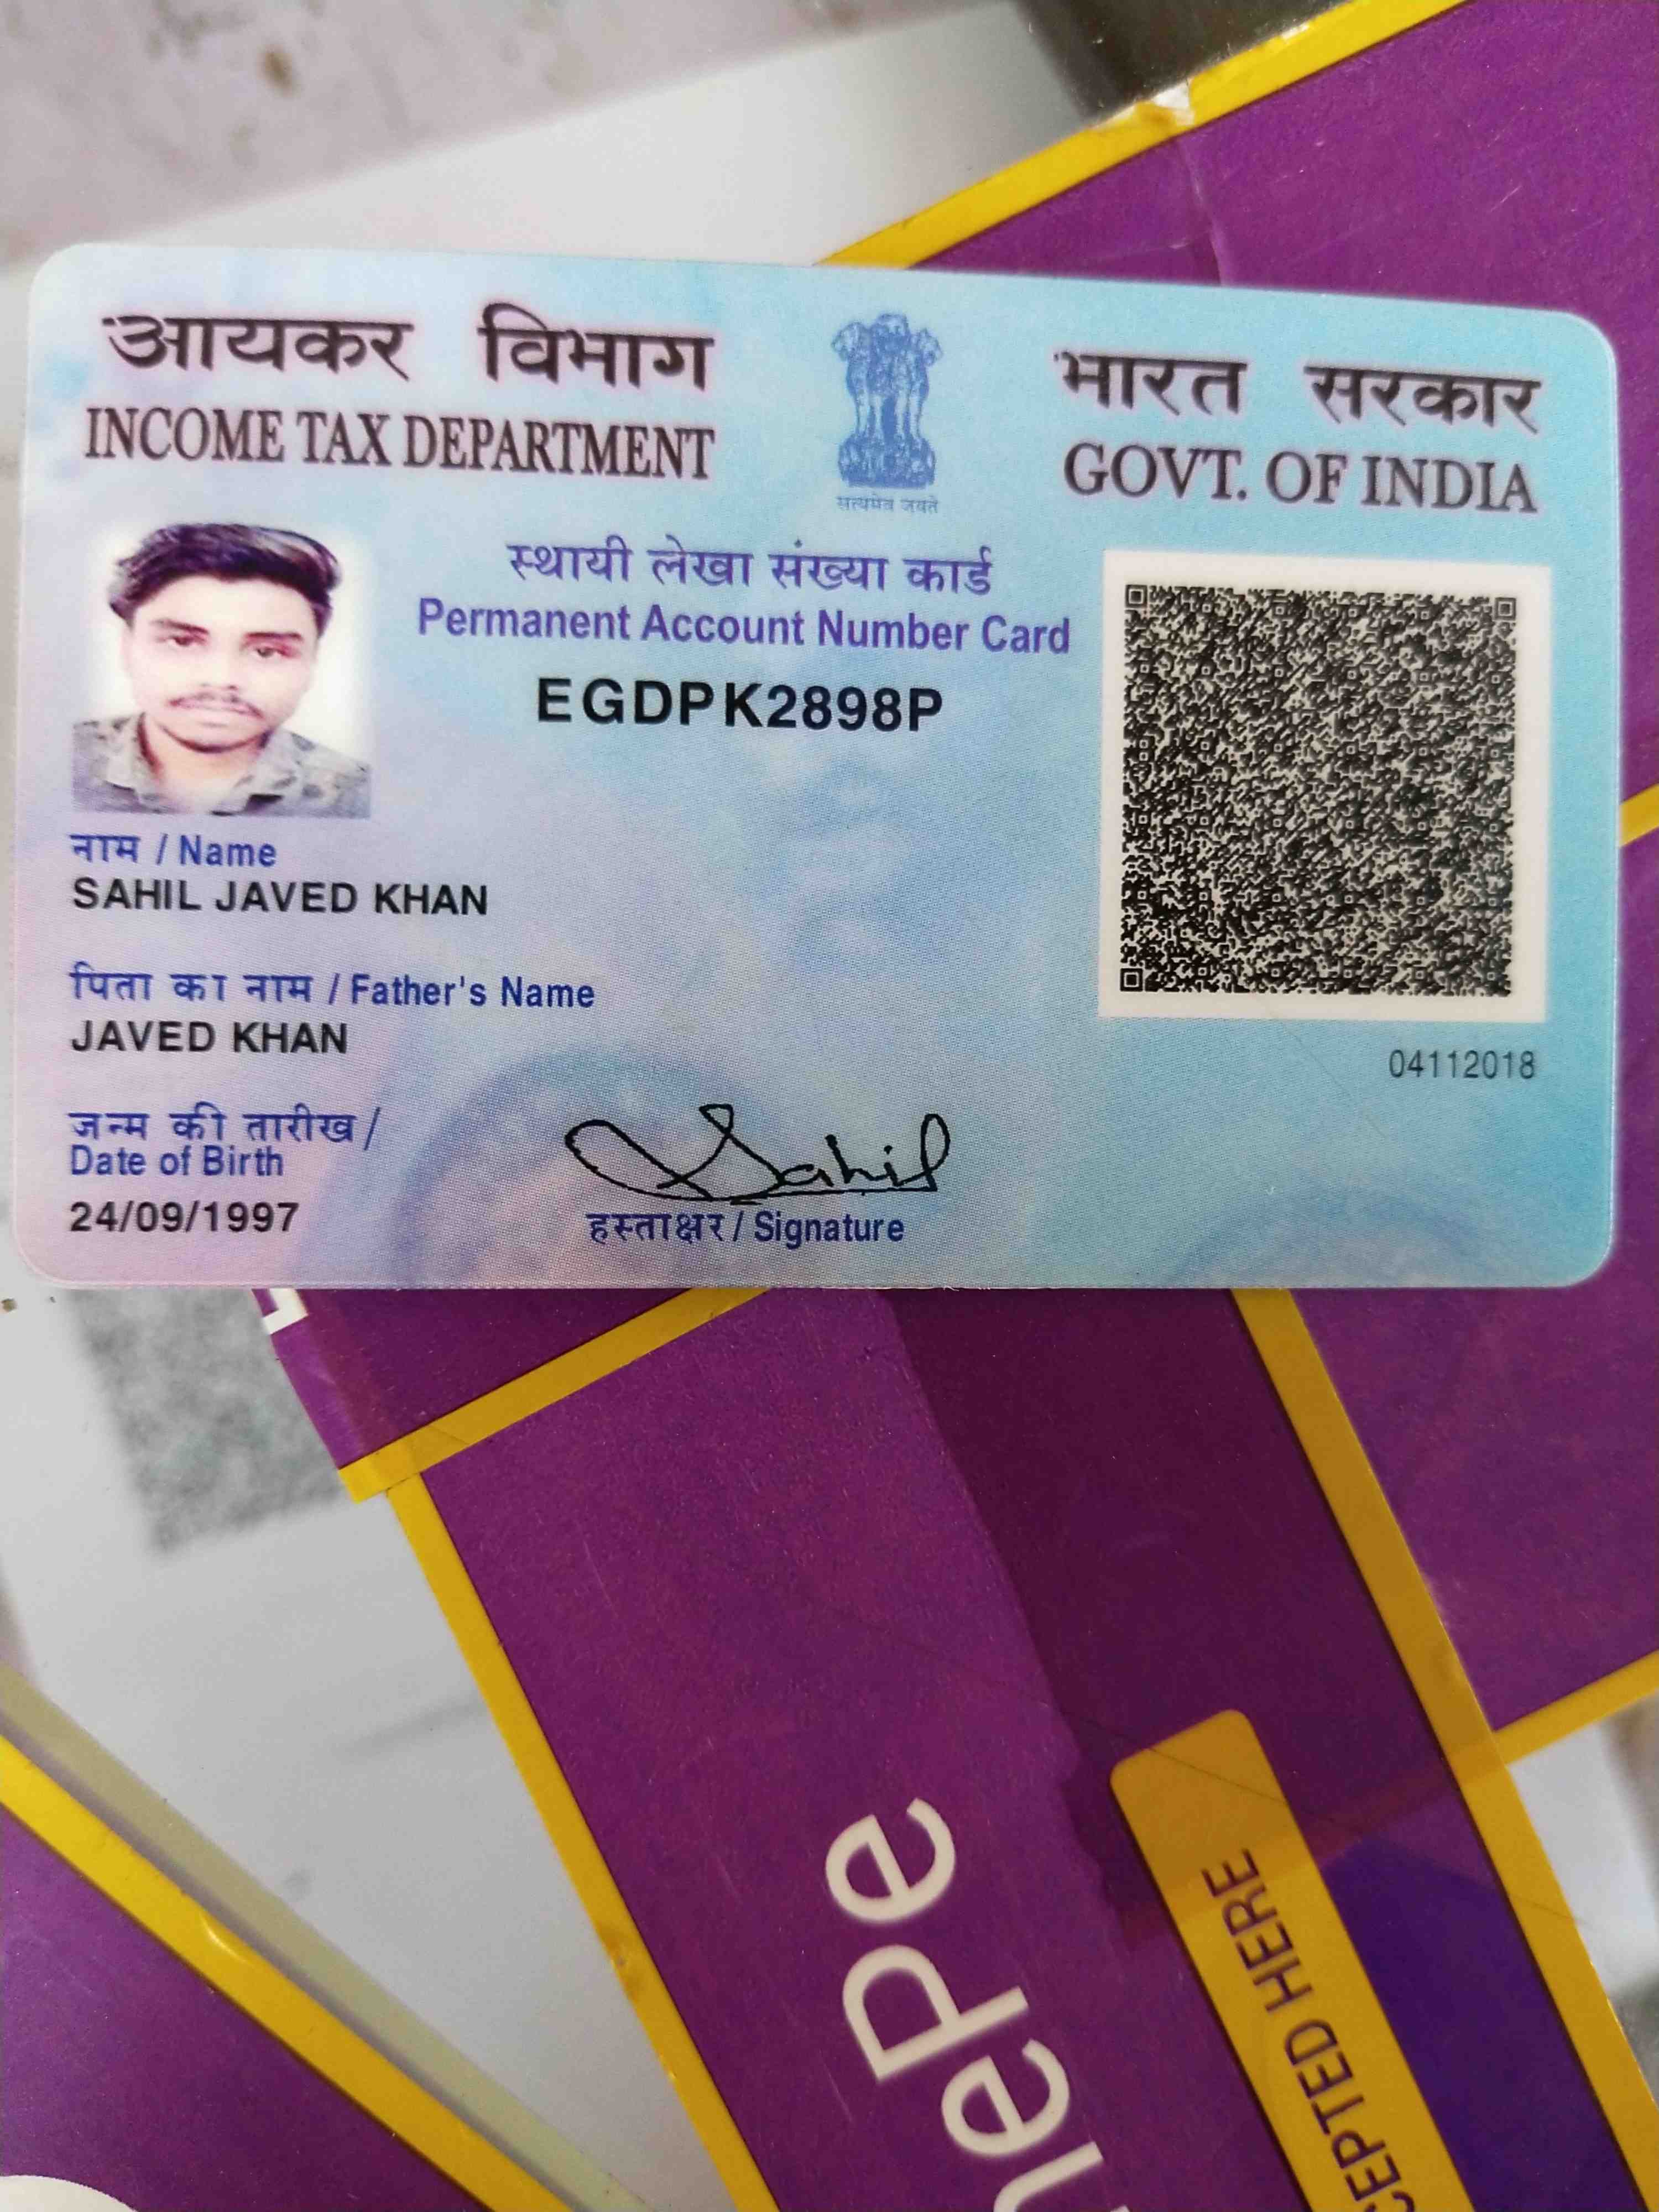 आयकर विभाग
INCOME TAX DEPARTMENT
सत्यमेव जयते
भारत सरकार
GOVT. OF INDIA
स्थायी लेखा संख्या कार्ड
Permanent Account Number Card
EGDPK2898P
नाम / Name
SAHIL JAVED KHAN
पिता का नाम / Father's Name
JAVED KHAN
04112018
जन्म की तारीख /
Date of Birth
24/09/1997
Sahil
हस्ताक्षर / Signature
nePe
CEPTED HERE